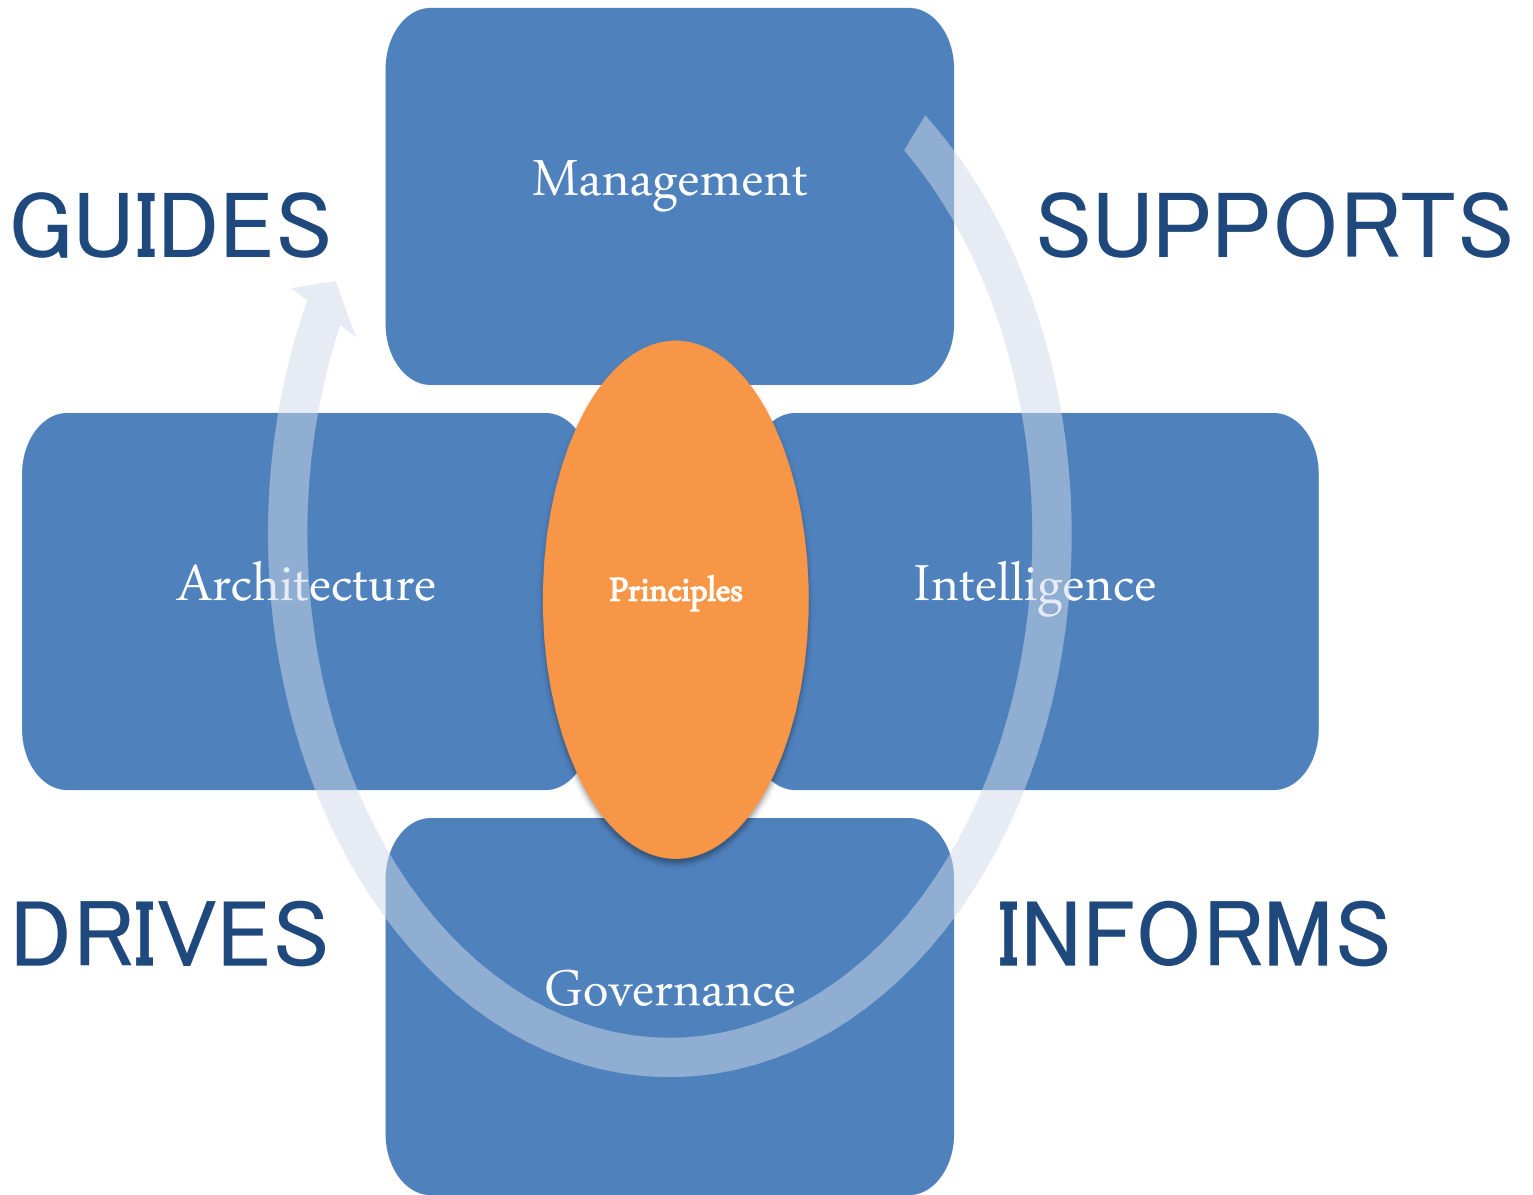 Management
GUIDES
SUPPORTS
Architecture
Principles
Intelligence
DRIVES
INFORMS
Governance